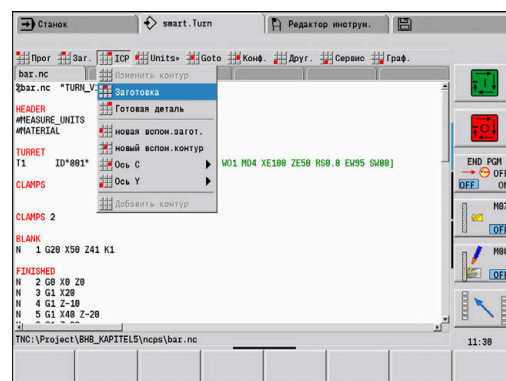 Станок smart.Turn Редактор инструм.
Прог Заг. ICP Units» Goto Конф. Друг. Сервис Граф.
bar.nc
Изменить контур
%bar.nc "TURN_V
Заготовка
HEADER
Готовая деталь
#MEASURE_UNITS
#MATERIAL
новая вспом.загот.
TURRET
новый вспом.контур
T1 ID"001" WO1 MD4 XE100 ZE50 RS0.8 EW95 SW80]
Ось C
Ось Y
CLAMPS
Добавить контур
CLAMPS 2
BLANK
N 1 G20 X50 Z41 K1
FINISHED
N 2 G0 X0 Z0
N 3 G1 X20
N 4 G1 Z-10
N 5 G1 X40 Z-20
TNC:\Project\BHB_KAPITEL5\ncps\bar.nc
END PGM
OFF
OFF
OFF
OFF
11:30